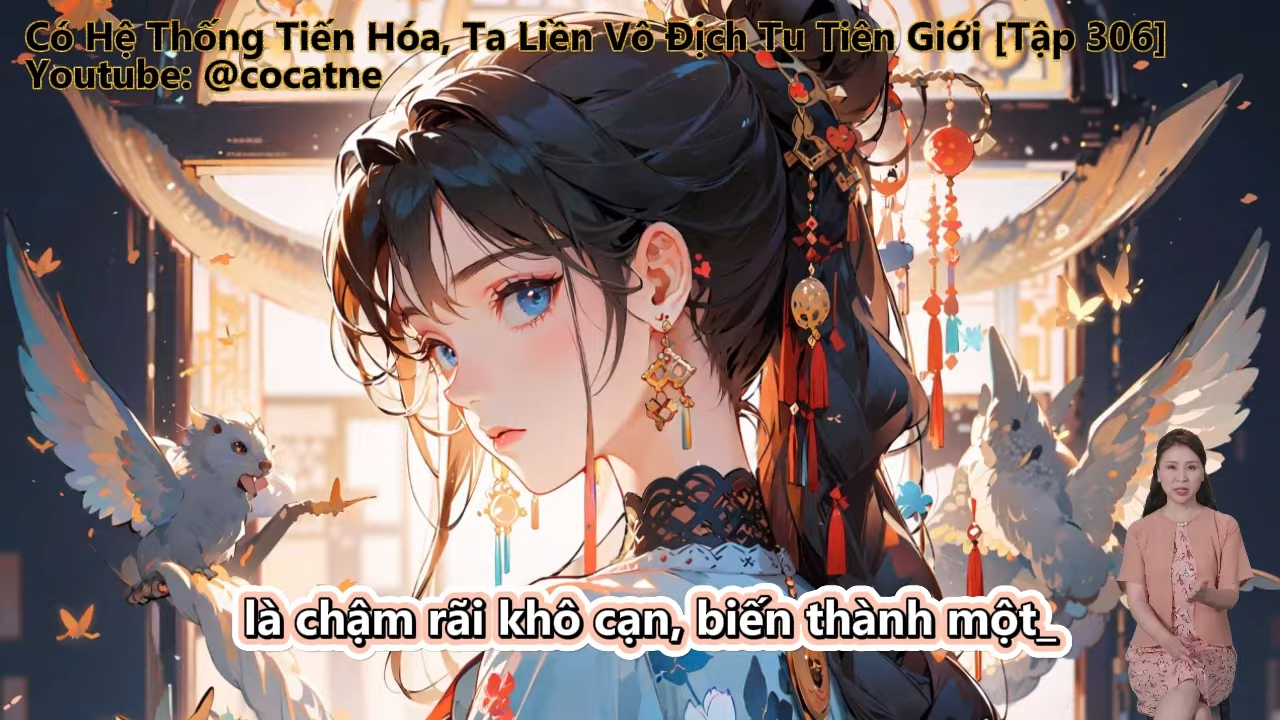 Có Hệ Thống Tiến Hóa, Ta Liền Vô Địch Tu Tiên Giới [Tập 306]
Youtube: @cocatne
là chậm rãi khô cạn, biến thành một_